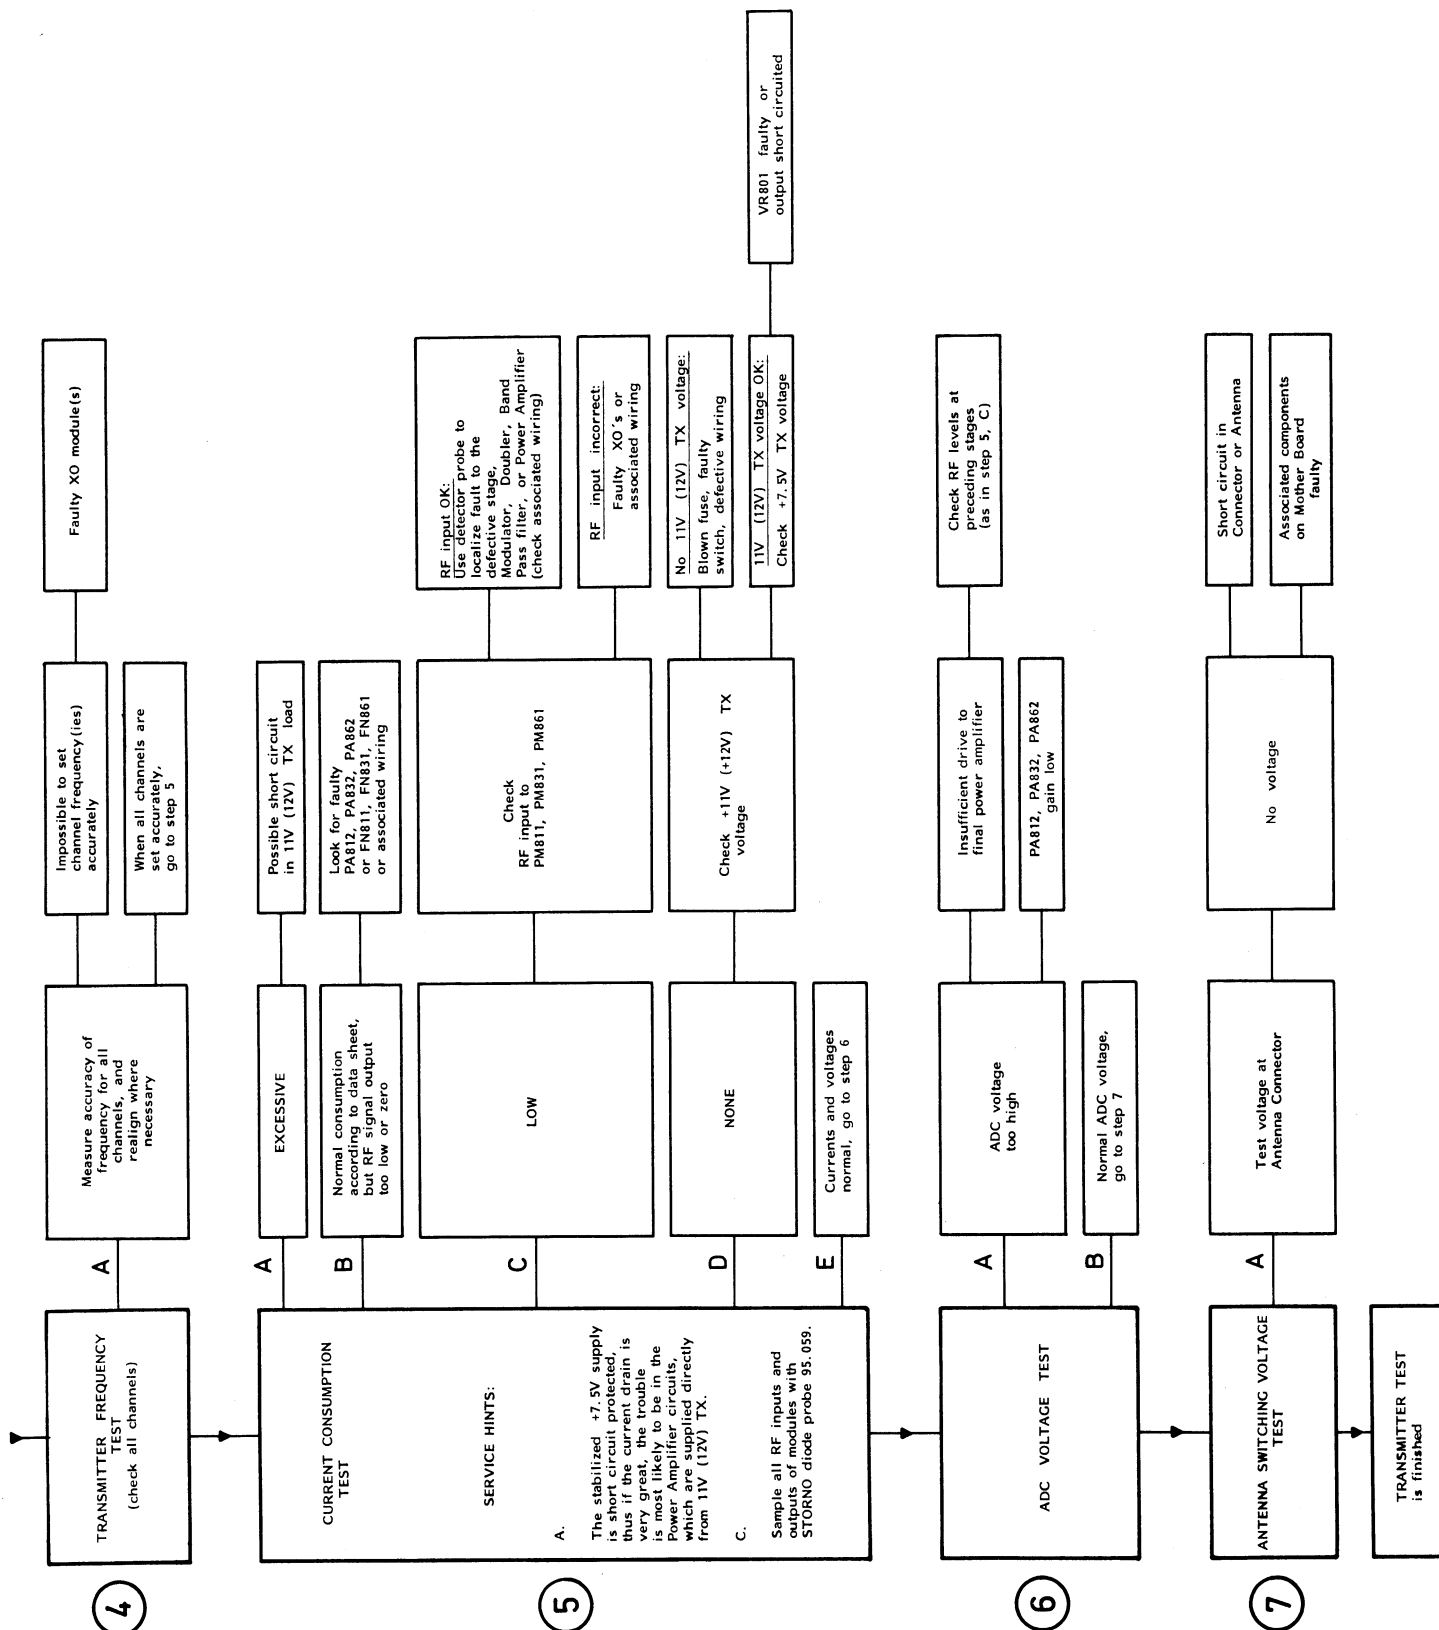 4
TRANSMITTER FREQUENCY
TEST
(check all channels)
A
Measure accuracy of
frequency for all
channels, and
realign where
necessary
Impossible to set
channel frequency(ies)
accurately
Faulty XO module(s)
When all channels are
set accurately,
go to step 5
5
CURRENT CONSUMPTION
TEST
SERVICE HINTS:
A.
The stabilized +7.5V supply
is short circuit protected,
thus if the current drain is
very great, the trouble
is most likely to be in the
Power Amplifier circuits,
which are supplied directly
from 11V (12V) TX.
C.
Sample all RF inputs and
outputs of modules with
STORNO diode probe 95.059.
A
EXCESSIVE
Possible short circuit
in 11V (12V) TX load
B
Normal consumption
according to data sheet,
but RF signal output
too low or zero
Look for faulty
PA812, PA832, PA862
or FN811, FN831, FN861
or associated wiring
C
LOW
Check
RF input to
PM811, PM831, PM861
RF input OK:
Use detector probe to
localize fault to the
defective stage,
Modulator, Doubler, Band
Pass filter, or Power Amplifier
(check associated wiring)
RF input incorrect:
Faulty XO's or
associated wiring
D
NONE
Check +11V (+12V) TX
voltage
No 11V (12V) TX voltage:
Blown fuse, faulty
switch, defective wiring
11V (12V) TX voltage OK:
Check +7.5V TX voltage
VR801 faulty or
output short circuited
E
Currents and voltages
normal, go to step 6
6
ADC VOLTAGE TEST
A
ADC voltage
too high
Insufficient drive to
final power amplifier
Check RF levels at
preceding stages
(as in step 5, C)
PA812, PA832, PA862
gain low
B
Normal ADC voltage,
go to step 7
7
ANTENNA SWITCHING VOLTAGE
TEST
A
Test voltage at
Antenna Connector
No voltage
Short circuit in
Connector or Antenna
Associated components
on Mother Board
faulty
TRANSMITTER TEST
is finished